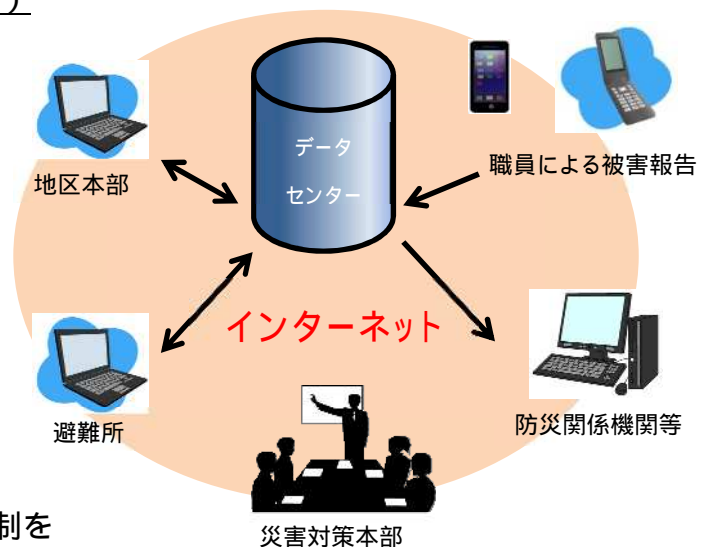 ）
データ
センター
職員による被害報告
地区本部
インターネット
避難所
防災関係機関等
制を
災害対策本部